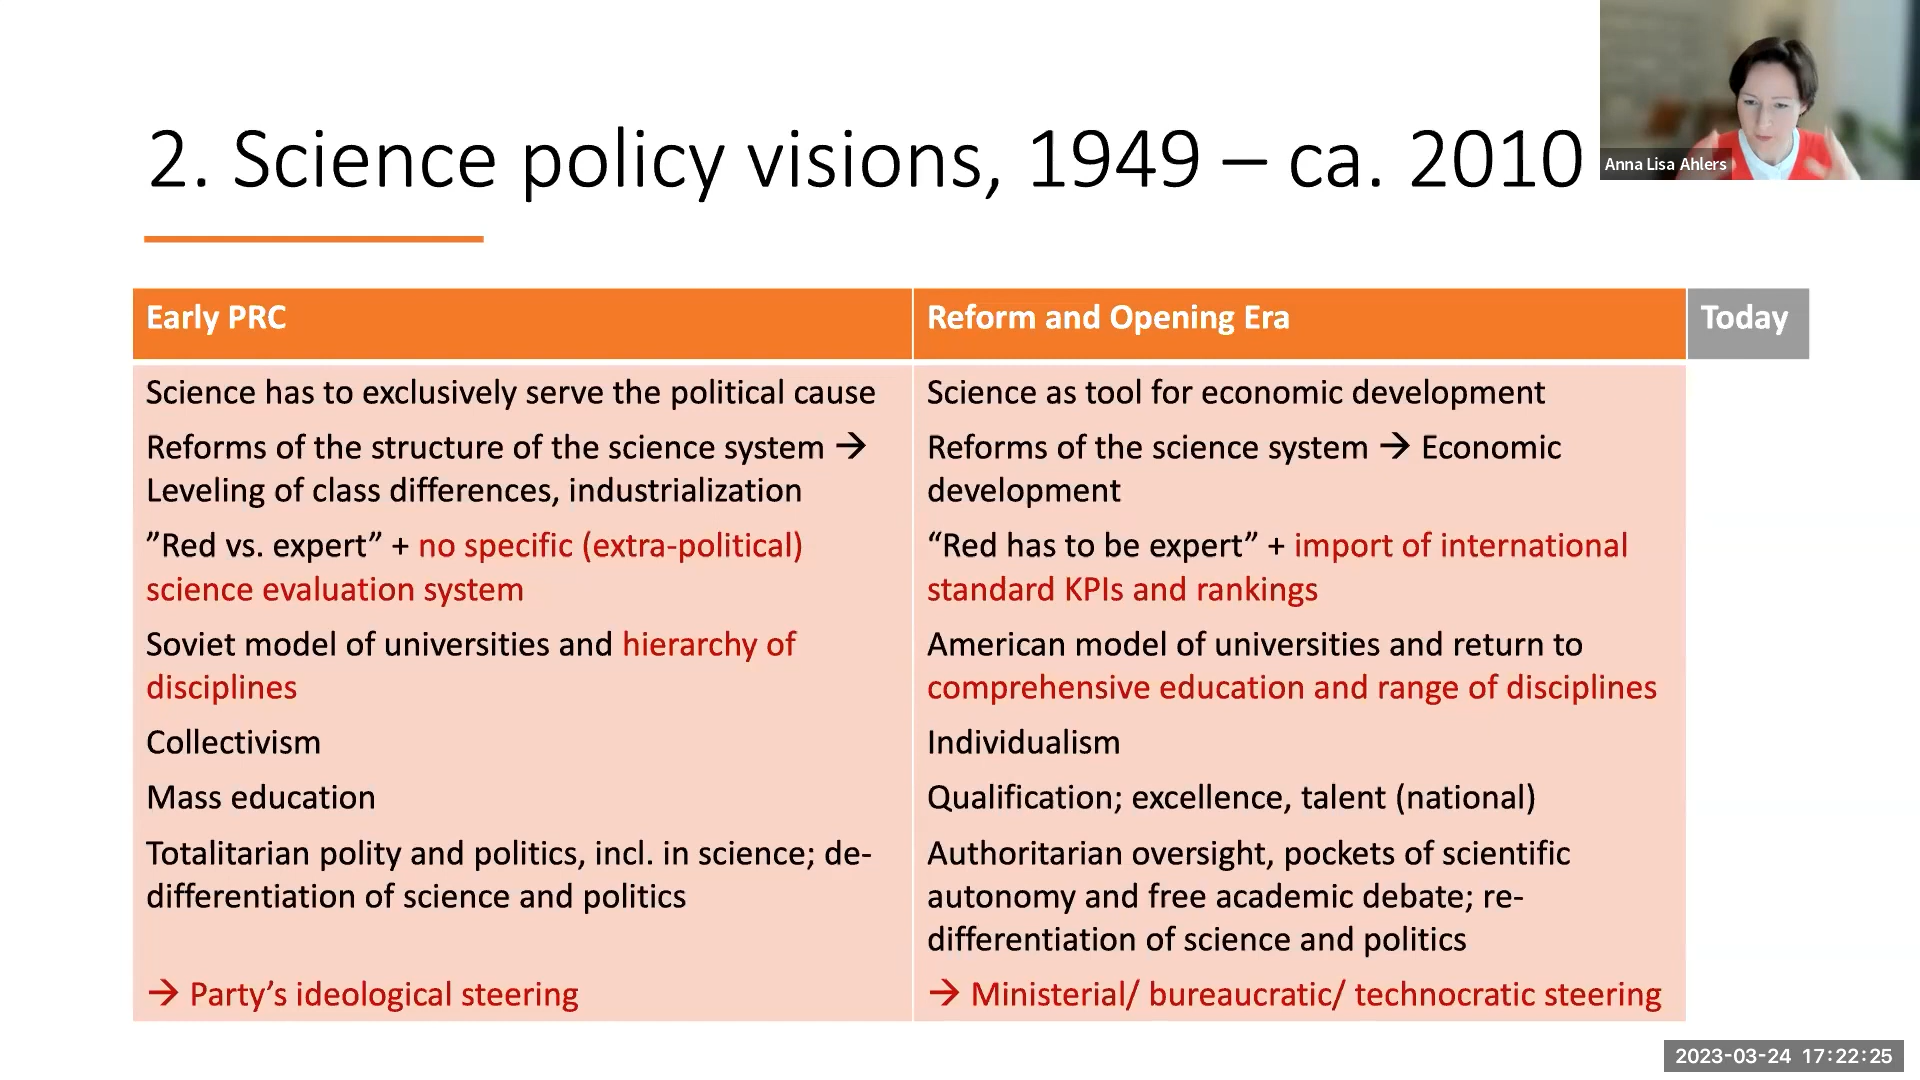 2. Science policy visions, 1949 – ca. 2010
Anna Lisa Ahlers
Early PRC
Science has to exclusively serve the political cause
Reforms of the structure of the science system →
Leveling of class differences, industrialization
”Red vs. expert” + no specific (extra-political)
science evaluation system
Soviet model of universities and hierarchy of
disciplines
Collectivism
Mass education
Totalitarian polity and politics, incl. in science; de-
differentiation of science and politics
→ Party’s ideological steering
Reform and Opening Era
Science as tool for economic development
Reforms of the science system → Economic
development
“Red has to be expert” + import of international
standard KPIs and rankings
American model of universities and return to
comprehensive education and range of disciplines
Individualism
Qualification; excellence, talent (national)
Authoritarian oversight, pockets of scientific
autonomy and free academic debate; re-
differentiation of science and politics
→ Ministerial/ bureaucratic/ technocratic steering
Today
2023-03-24 17:22:25